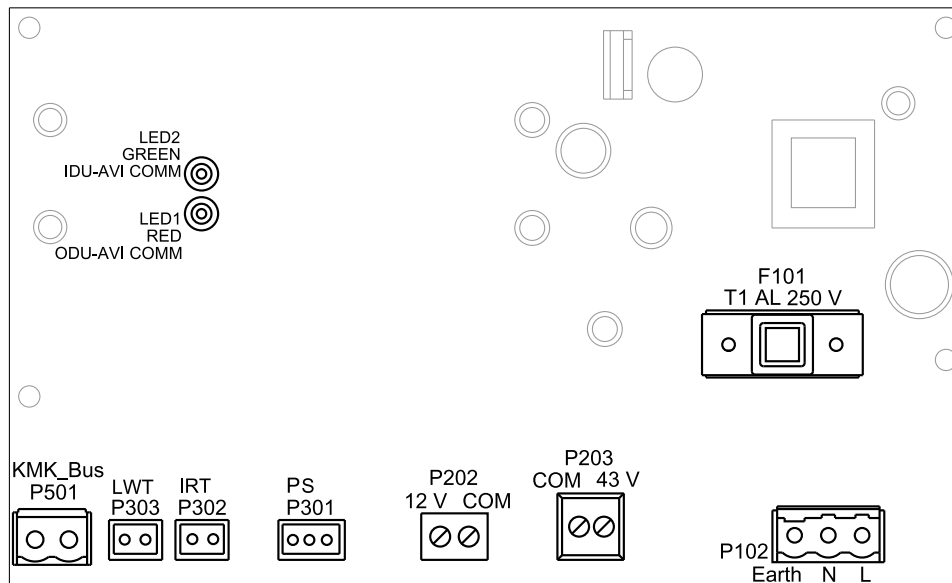 LED2
GREEN
IDU-AVI COMM
LED1
RED
ODU-AVI COMM
F101
T1 AL 250 V
KMK_Bus
P501
LWT
P303
IRT
P302
PS
P301
P202
12 V COM
P203
COM 43 V
P102
Earth N L